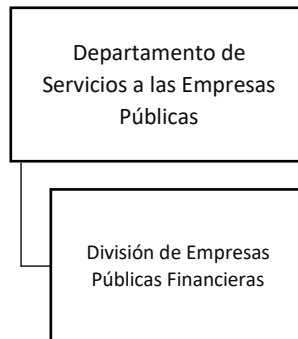 Departamento de
Servicios a las Empresas
Públicas
División de Empresas
Públicas Financieras